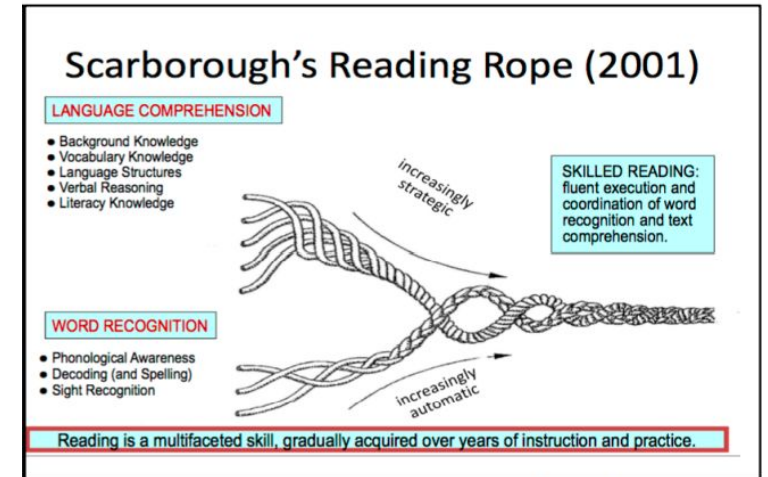 Scarborough's Reading Rope (2001)
LANGUAGE COMPREHENSION
● Background Knowledge
● Vocabulary Knowledge
● Language Structures
● Verbal Reasoning
● Literacy Knowledge
increasingly
strategic
SKILLED READING:
fluent execution and
coordination of word
recognition and text
comprehension.
WORD RECOGNITION
● Phonological Awareness
● Decoding (and Spelling)
● Sight Recognition
increasingly
automatic
Reading is a multifaceted skill, gradually acquired over years of instruction and practice.